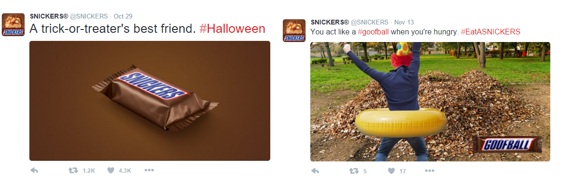 SNICKERS® @SNICKERS · Oct 29
A trick-or-treater's best friend. #Halloween
SNICKERS
1.2K
4.3K
SNICKERS® @SNICKERS · Nov 13
You act like a #goofball when you're hungry. #EatASNICKERS
GOOFBALL
5
17